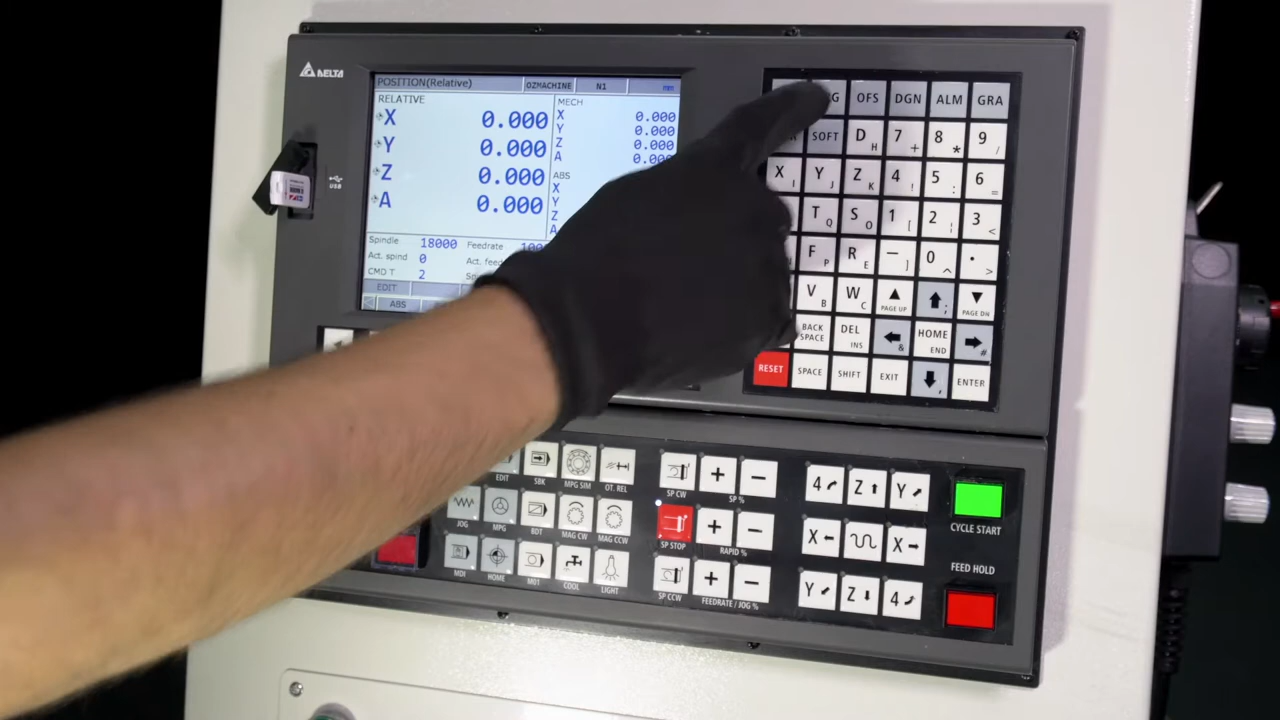 DELTA
POSITION(Relative) OZMACHINE N1 mm
RELATIVE
X 0.000
Y 0.000
Z 0.000
A 0.000
MECH
X 0.000
Y 0.000
Z 0.000
A 0.000
ABS
X
Y
Z
A
Spindle 18000 Feedrate
Act. spind 0 Act. feed
CMD T 2
EDIT
ABS
USB
OFS DGN ALM GRA
SOFT D H 7 + 8 * 9 /
X I Y J Z K 4 [ 5 : 6 =
T Q S O 1 [ 2 ; 3 <
F P R E - ] 0 ^ . >
V B W C PAGE UP ; PAGE DN
BACK SPACE DEL INS & HOME END #
RESET SPACE SHIFT EXIT ENTER
EDIT SBK MPG SIM OT. REL
JOG MPG BDT MAG CW MAG CCW
MDI HOME M01 COOL LIGHT
SP CW + - SP %
SP STOP + - RAPID %
SP CCW + - FEEDRATE / JOG %
4 Z Y
X X
Y Z 4
CYCLE START
FEED HOLD